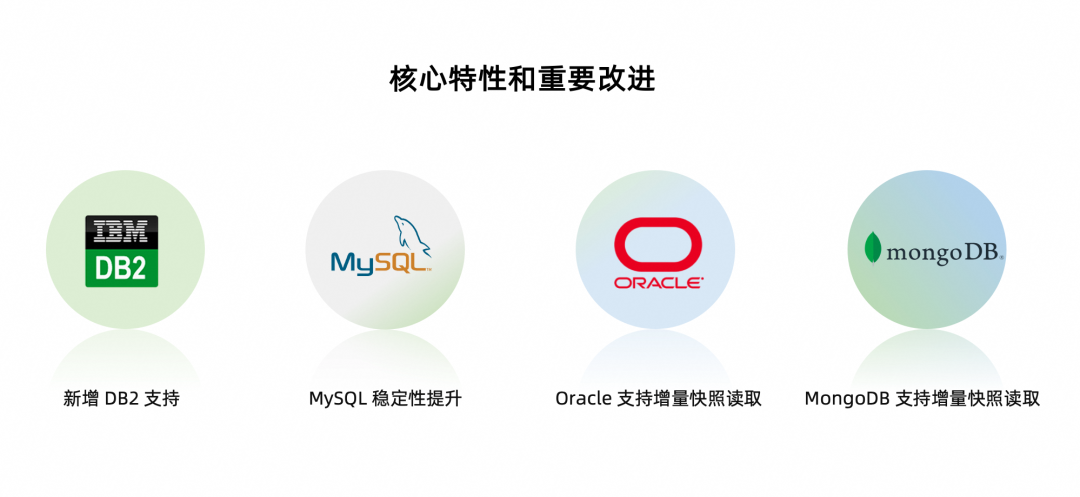 核心特性和重要改进
IBM
DB2
MySQL™
ORACLE®
mongoDB®
新增 DB2 支持
MySQL 稳定性提升
Oracle 支持增量快照读取
MongoDB 支持增量快照读取